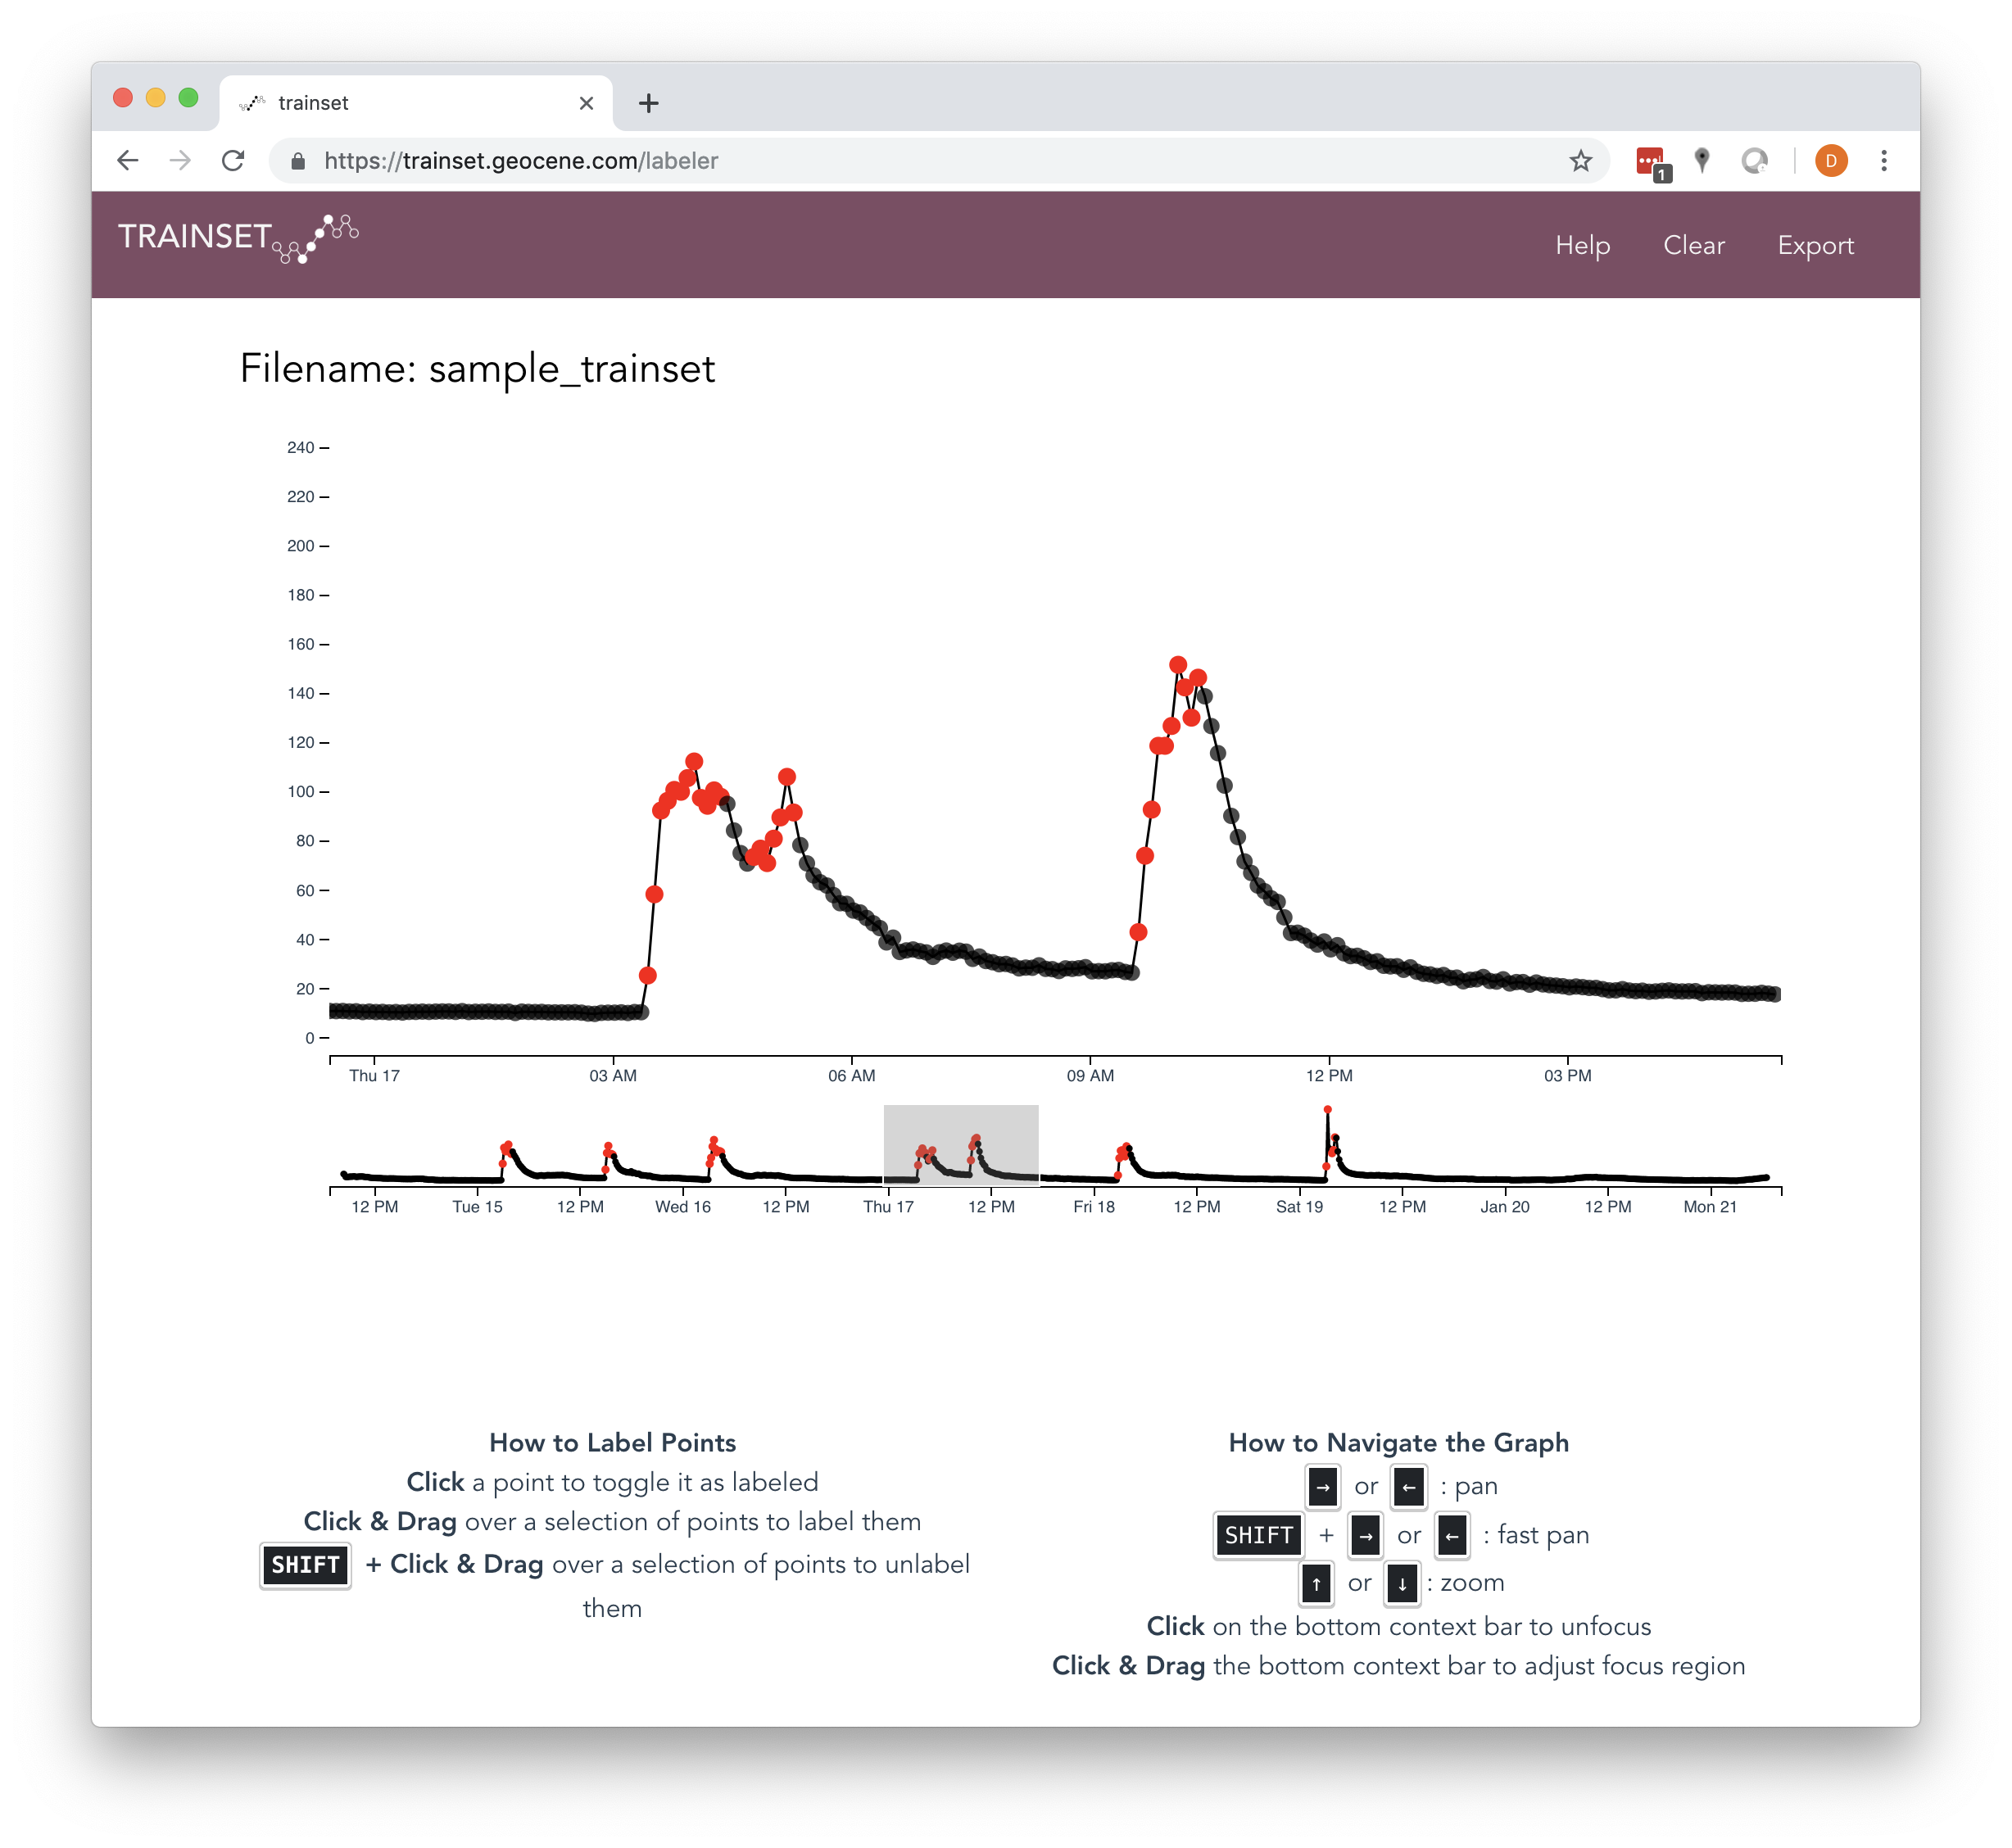 trainset
https://trainset.geocene.com/labeler
1
D
TRAINSET
Help Clear Export
Filename: sample_trainset
240
220
200
180
160
140
120
100
80
60
40
20
0
Thu 17 03 AM 06 AM 09 AM 12 PM 03 PM
12 PM Tue 15 12 PM Wed 16 12 PM Thu 17 12 PM Fri 18 12 PM Sat 19 12 PM Jan 20 12 PM Mon 21
How to Label Points
Click a point to toggle it as labeled
Click & Drag over a selection of points to label them
SHIFT + Click & Drag over a selection of points to unlabel
them
How to Navigate the Graph
→ or ← : pan
SHIFT + → or ← : fast pan
↑ or ↓ : zoom
Click on the bottom context bar to unfocus
Click & Drag the bottom context bar to adjust focus region